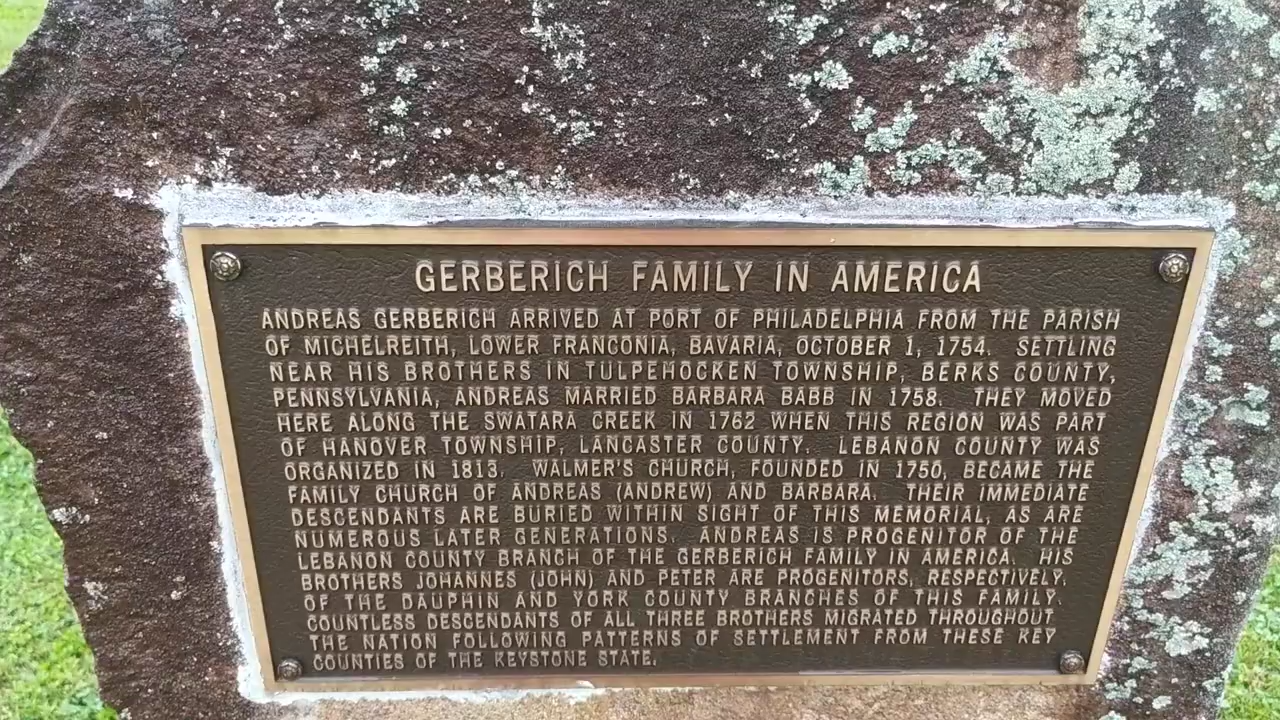 GERBERICH FAMILY IN AMERICA
ANDREAS GERBERICH ARRIVED AT PORT OF PHILADELPHIA FROM THE PARISH
OF MICHELREITH, LOWER FRANCONIA, BAVARIA, OCTOBER 1, 1754. SETTLING
NEAR HIS BROTHERS IN TULPEHOCKEN TOWNSHIP, BERKS COUNTY,
PENNSYLVANIA, ANDREAS MARRIED BARBARA BABB IN 1758. THEY MOVED
HERE ALONG THE SWATARA CREEK IN 1762 WHEN THIS REGION WAS PART
OF HANOVER TOWNSHIP, LANCASTER COUNTY. LEBANON COUNTY WAS
ORGANIZED IN 1813. WALMER'S CHURCH, FOUNDED IN 1750, BECAME THE
FAMILY CHURCH OF ANDREAS (ANDREW) AND BARBARA. THEIR IMMEDIATE
DESCENDANTS ARE BURIED WITHIN SIGHT OF THIS MEMORIAL, AS ARE
NUMEROUS LATER GENERATIONS. ANDREAS IS PROGENITOR OF THE
LEBANON COUNTY BRANCH OF THE GERBERICH FAMILY IN AMERICA. HIS
BROTHERS JOHANNES (JOHN) AND PETER ARE PROGENITORS, RESPECTIVELY,
OF THE DAUPHIN AND YORK COUNTY BRANCHES OF THIS FAMILY.
COUNTLESS DESCENDANTS OF ALL THREE BROTHERS MIGRATED THROUGHOUT
THE NATION FOLLOWING PATTERNS OF SETTLEMENT FROM THESE KEY
COUNTIES OF THE KEYSTONE STATE.